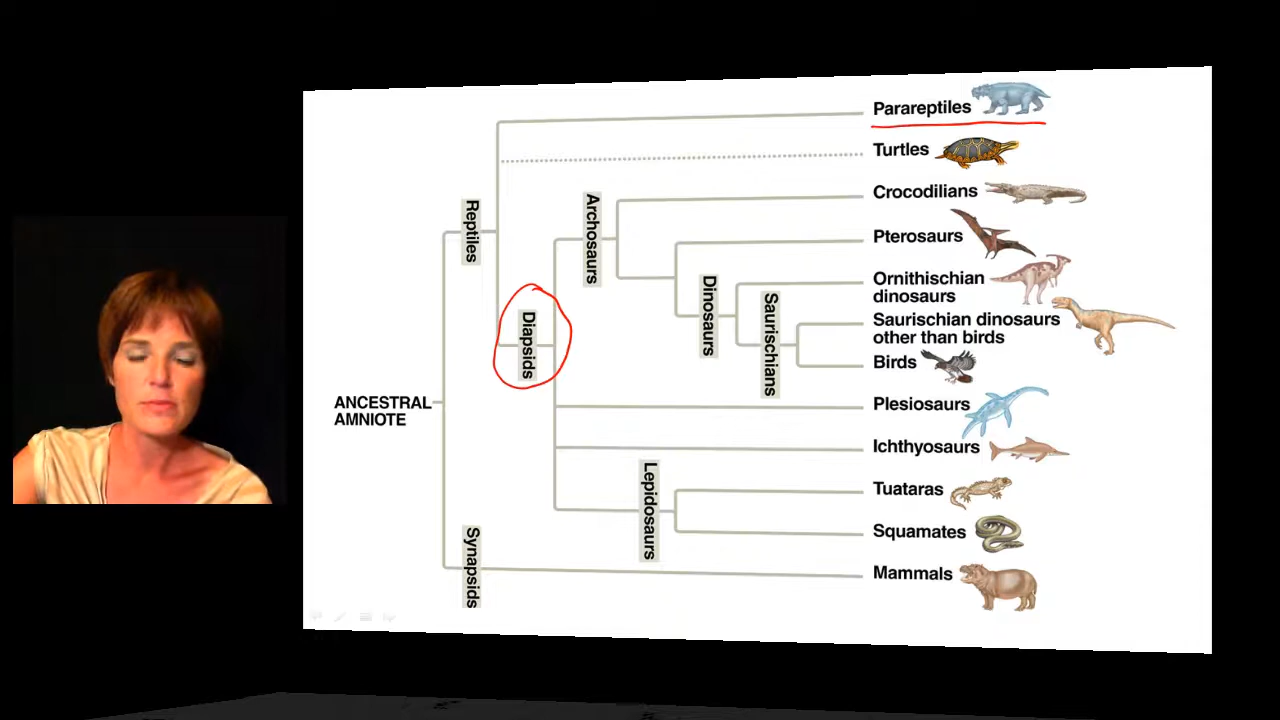 Parareptiles
Turtles
Crocodilians
Archosaurs
Reptiles
Pterosaurs
Ornithischian
dinosaurs
Dinosaurs
Saurischian dinosaurs
other than birds
Saurischians
Diapsids
Birds
ANCESTRAL
AMNIOTE
Plesiosaurs
Ichthyosaurs
Lepidosaurs
Tuataras
Squamates
Synapsids
Mammals